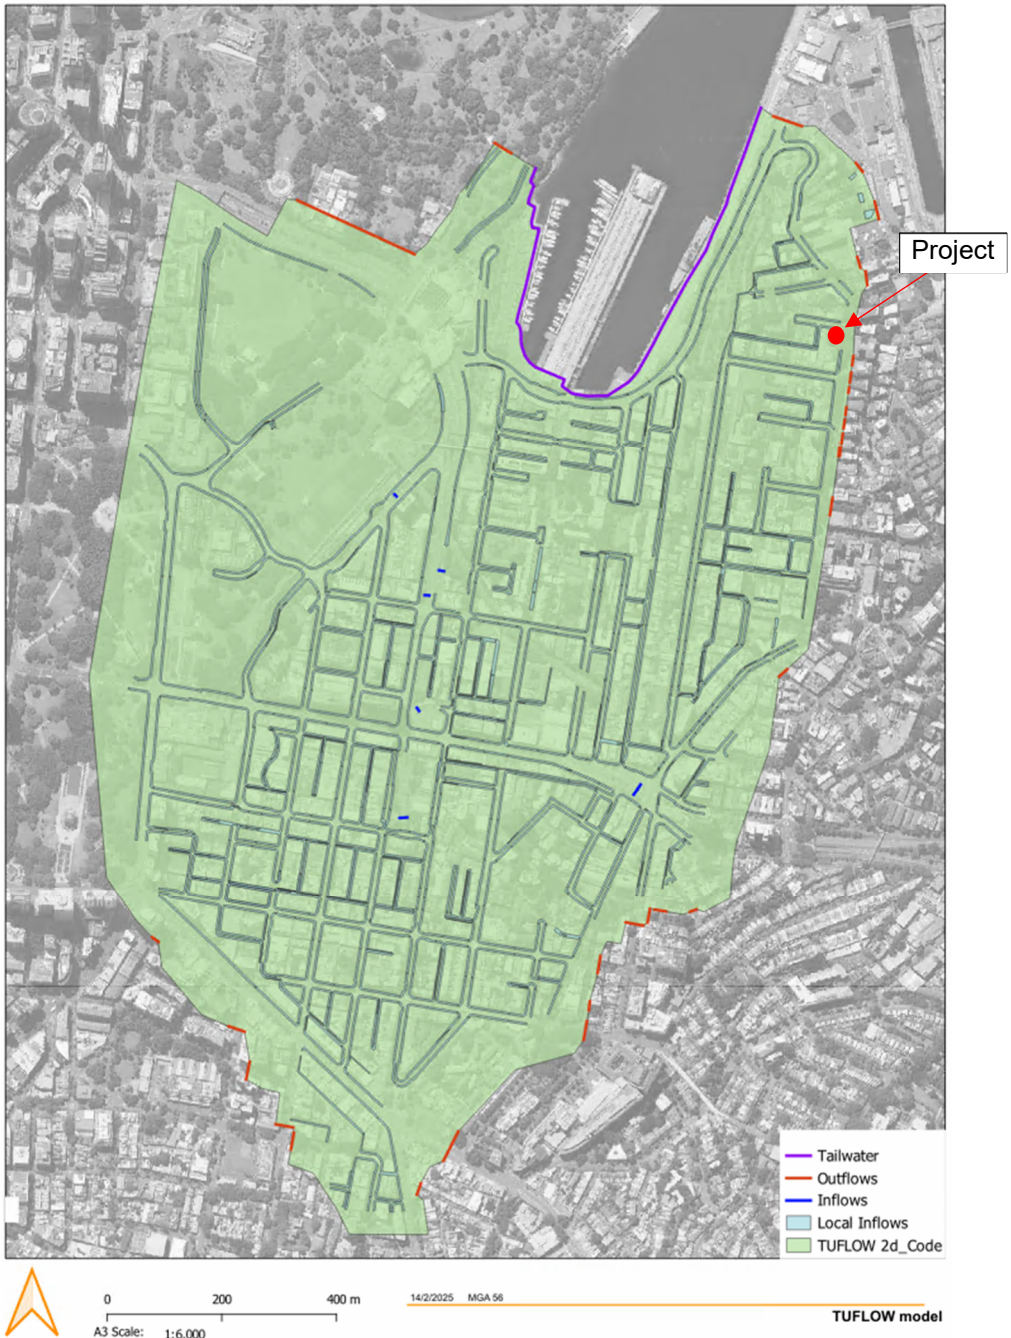 Project
Tailwater
Outflows
Inflows
Local Inflows
TUFLOW 2d_Code
0 200 400 m
A3 Scale: 1:6,000
14/2/2025 MGA 56
TUFLOW model